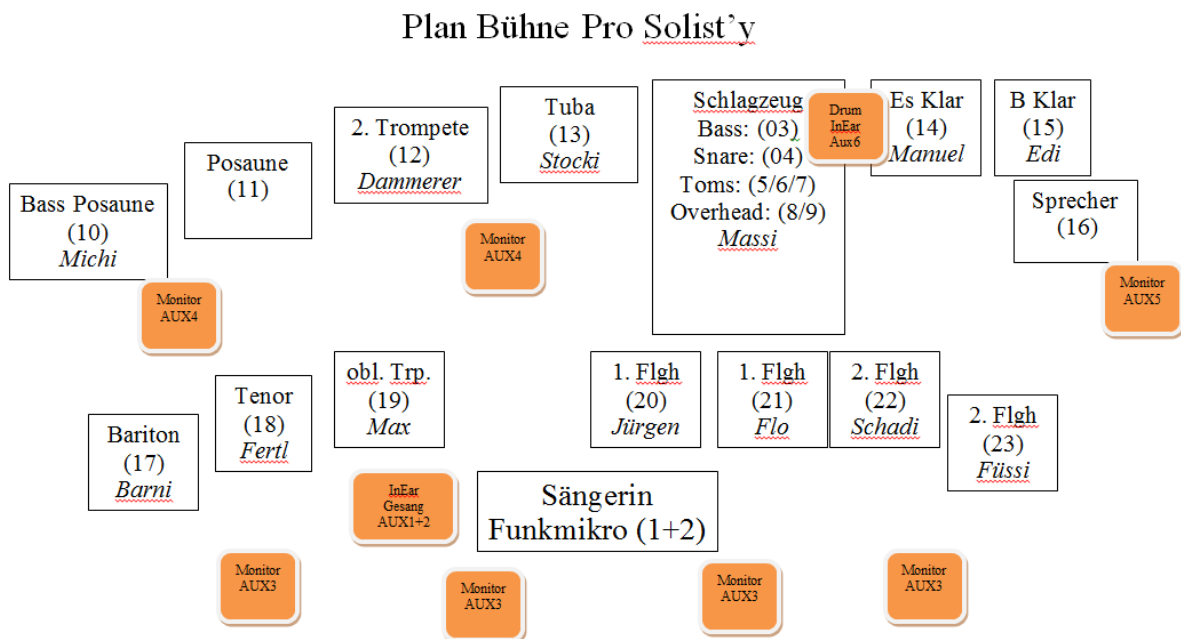 Plan Bühne Pro Solist’y
Bass Posaune
(10)
Michi
Posaune
(11)
2. Trompete
(12)
Dammerer
Tuba
(13)
Stocki
Schlagzeug
Bass: (03)
Snare: (04)
Toms: (5/6/7)
Overhead: (8/9)
Massi
Drum
InEar
Aux6
Es Klar
(14)
Manuel
B Klar
(15)
Edi
Sprecher
(16)
Monitor
AUX4
Monitor
AUX4
Monitor
AUX5
Bariton
(17)
Barni
Tenor
(18)
Fertl
obl. Trp.
(19)
Max
1. Flgh
(20)
Jürgen
1. Flgh
(21)
Flo
2. Flgh
(22)
Schadi
2. Flgh
(23)
Füssi
InEar
Gesang
AUX1+2
Sängerin
Funkmikro (1+2)
Monitor
AUX3
Monitor
AUX3
Monitor
AUX3
Monitor
AUX3